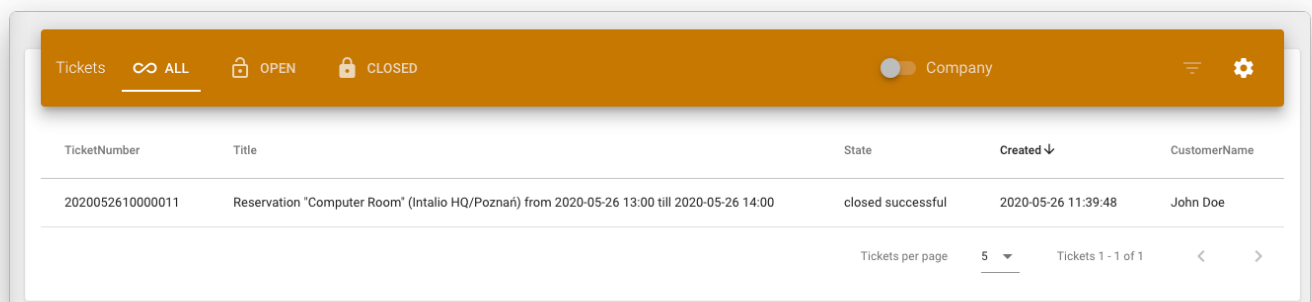 Tickets ALL OPEN CLOSED Company
TicketNumber Title State Created CustomerName
2020052610000011 Reservation "Computer Room" (Intalio HQ/Poznań) from 2020-05-26 13:00 till 2020-05-26 14:00 closed successful 2020-05-26 11:39:48 John Doe
Tickets per page 5 Tickets 1 - 1 of 1